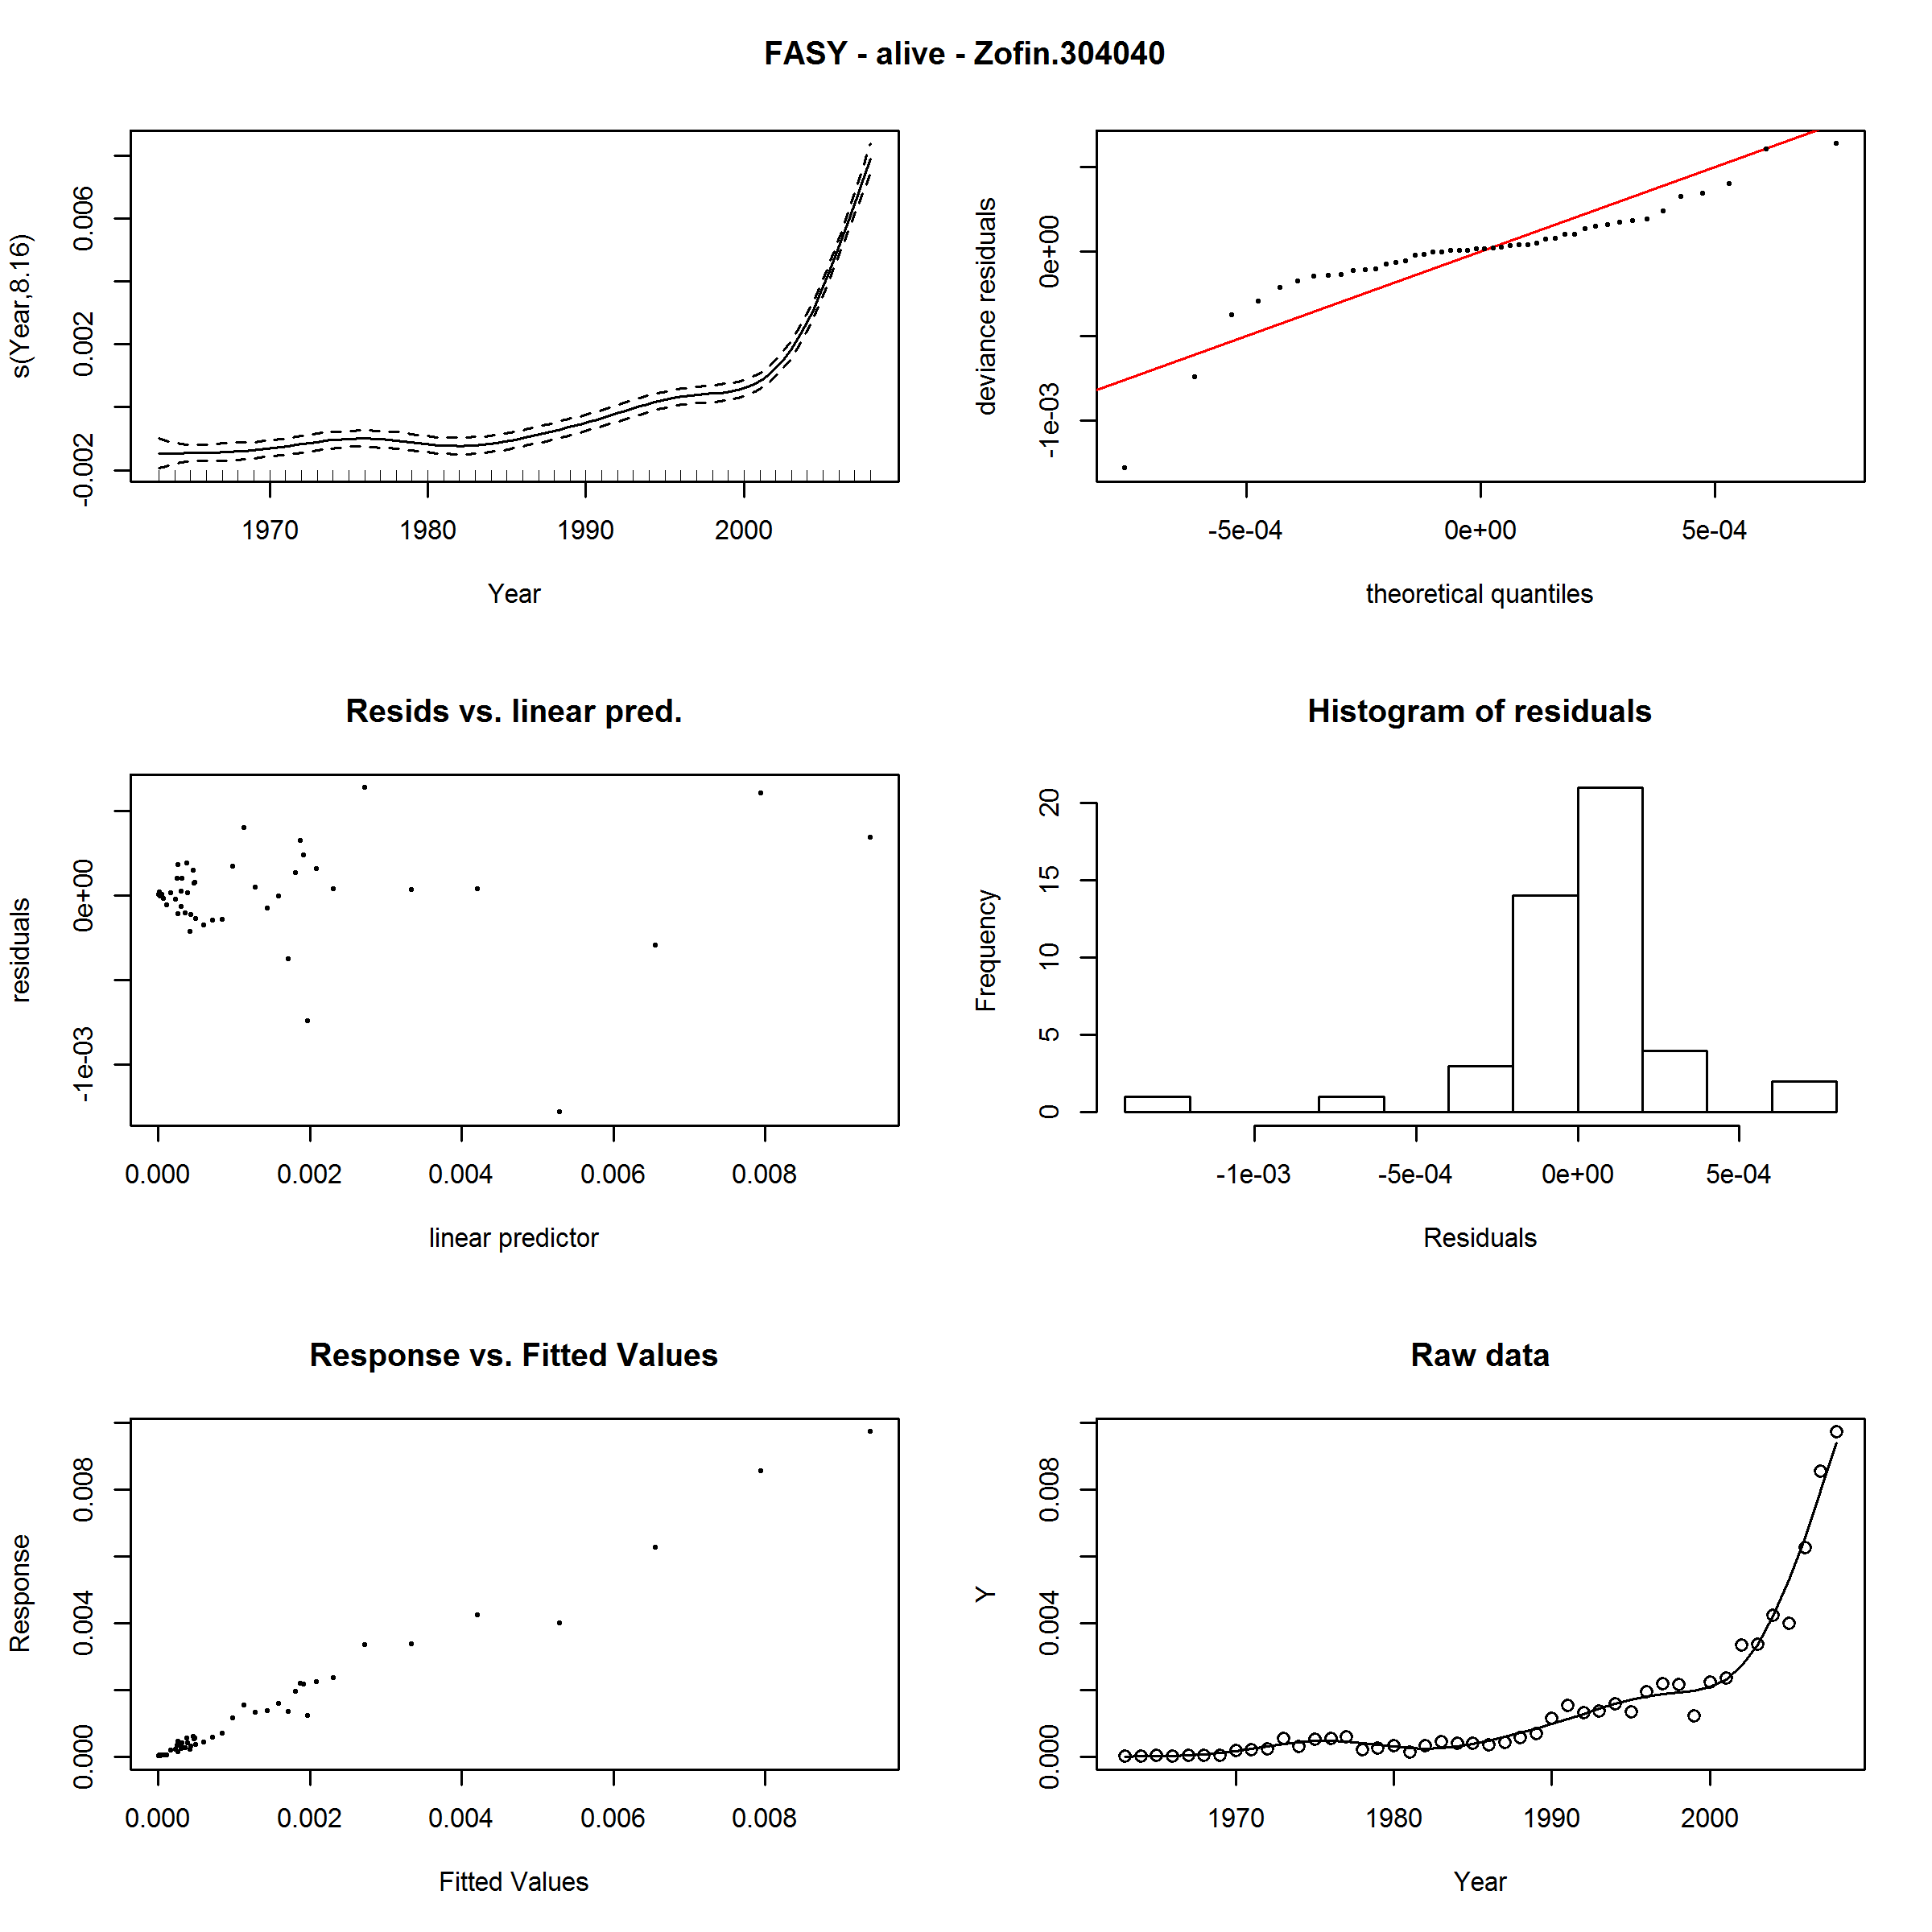 FASY - alive - Zofin.304040
s(Year,8.16)
-0.002 0.002 0.006
1970 1980 1990 2000
Year
deviance residuals
-1e-03 0e+00
-5e-04 0e+00 5e-04
theoretical quantiles
Resids vs. linear pred.
residuals
-1e-03 0e+00
0.000 0.002 0.004 0.006 0.008
linear predictor
Histogram of residuals
Frequency
0 5 10 15 20
-1e-03 -5e-04 0e+00 5e-04
Residuals
Response vs. Fitted Values
Response
0.000 0.004 0.008
0.000 0.002 0.004 0.006 0.008
Fitted Values
Raw data
Y
0.000 0.004 0.008
1970 1980 1990 2000
Year